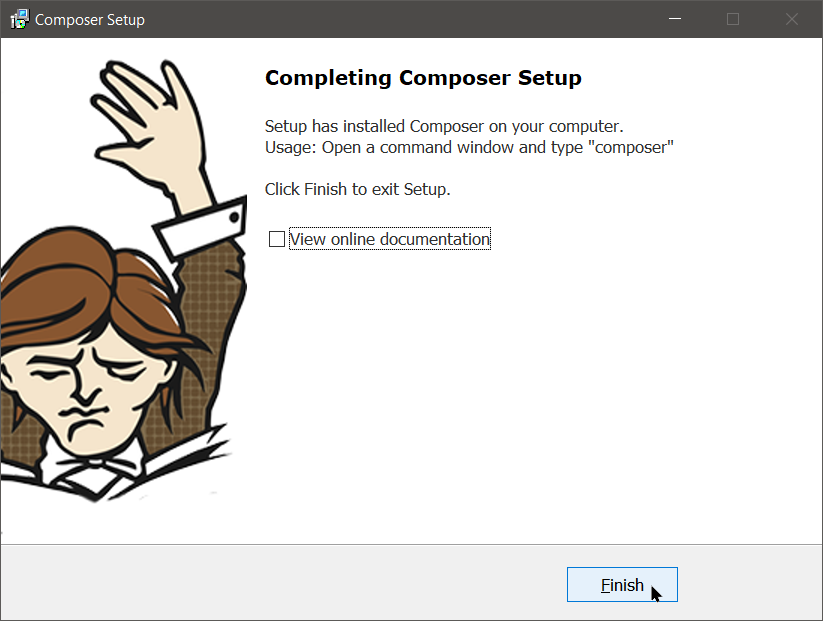 Composer Setup
Completing Composer Setup
Setup has installed Composer on your computer.
Usage: Open a command window and type "composer"
Click Finish to exit Setup.
View online documentation
Finish